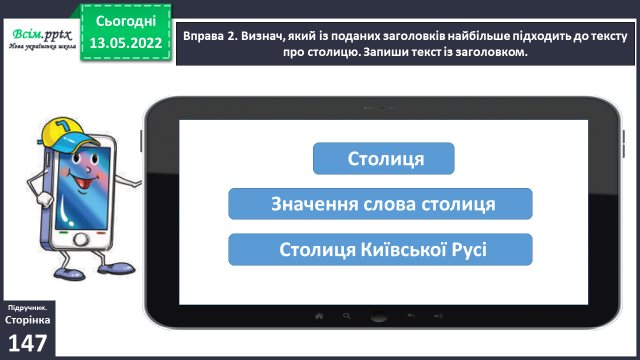 Всім.pptx
Нова українська школа
Сьогодні
13.05.2022
Вправа 2. Визнач, який із поданих заголовків найбільше підходить до тексту
про столицю. Запиши текст із заголовком.
7
Столиця
Значення слова столиця
Столиця Київської Русі
Підручник.
Сторінка
147